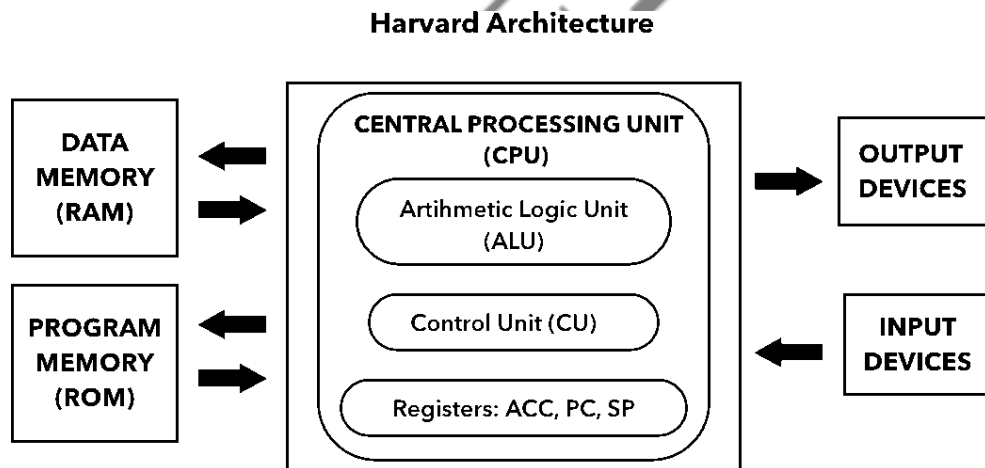 Harvard Architecture
DATA
MEMORY
(RAM)
PROGRAM
MEMORY
(ROM)
CENTRAL PROCESSING UNIT
(CPU)
Artihmetic Logic Unit
(ALU)
Control Unit (CU)
Registers: ACC, PC, SP
OUTPUT
DEVICES
INPUT
DEVICES